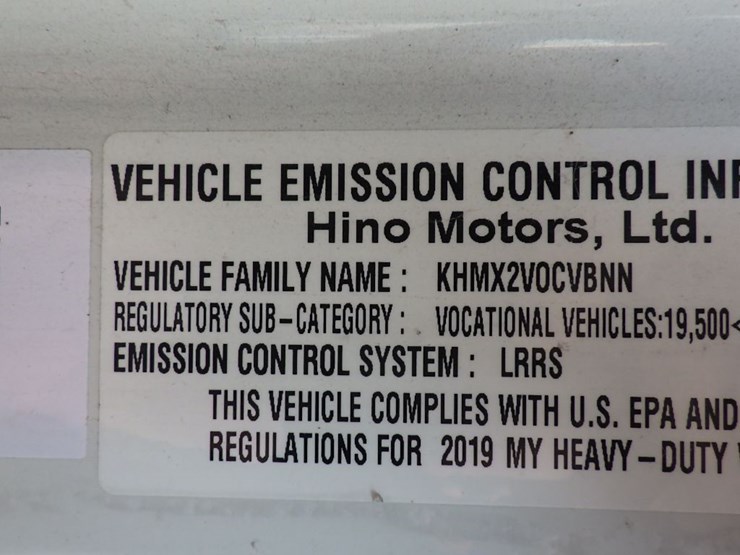 VEHICLE EMISSION CONTROL
Hino Motors, Ltd.
VEHICLE FAMILY NAME : KHMX2VOCVBNN
REGULATORY SUB-CATEGORY : VOCATIONAL VEHICLES:19,500<
EMISSION CONTROL SYSTEM : LRRS
THIS VEHICLE COMPLIES WITH U.S. EPA AND
REGULATIONS FOR 2019 MY HEAVY-DUTY